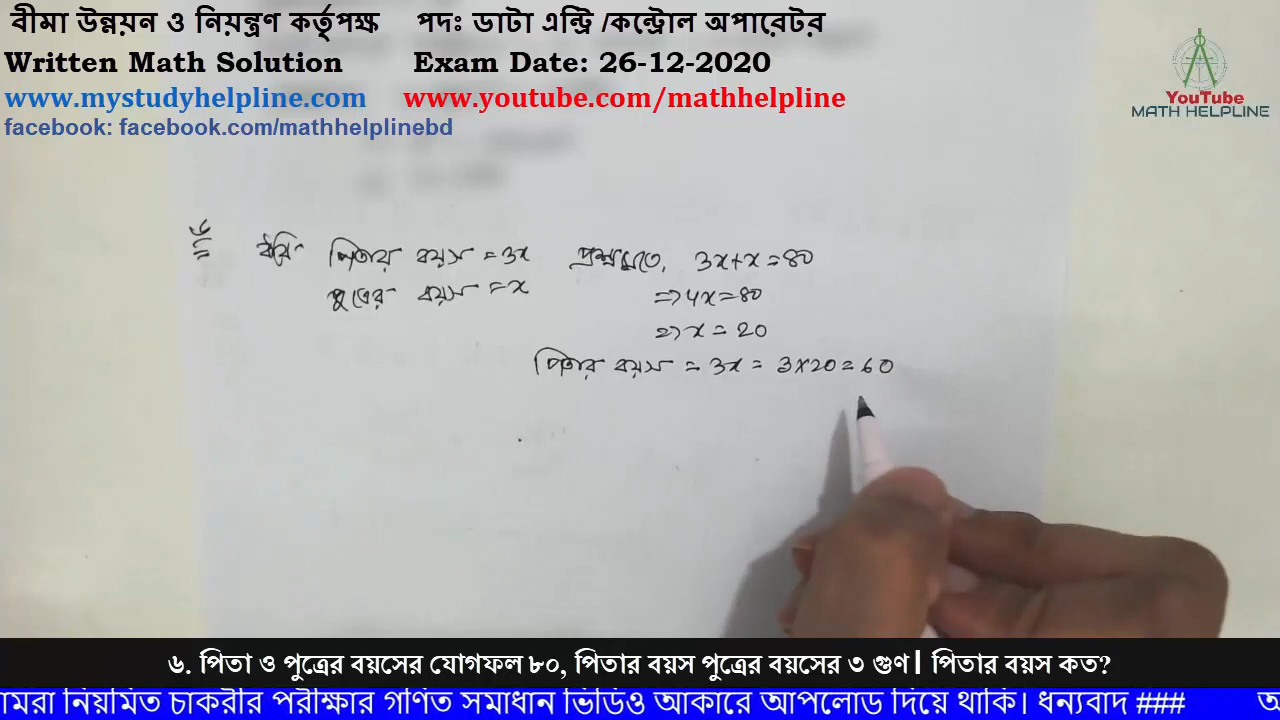 বীমা উন্নয়ন ও নিয়ন্ত্রণ কর্তৃপক্ষ পদঃ ডাটা এন্ট্রি /কন্ট্রোল অপারেটর
Written Math Solution Exam Date: 26-12-2020
www.mystudyhelpline.com www.youtube.com/mathhelpline
facebook: facebook.com/mathhelplinebd
YouTube
MATH HELPLINE
৬
ধরি পিতার বয়স = 3x প্রশ্নমতে, 3x+x=80
পুত্রের বয়স = x ⇒4x=80
⇒x = 20
পিতার বয়স = 3x = 3x20=60
৬. পিতা ও পুত্রের বয়সের যোগফল ৮০, পিতার বয়স পুত্রের বয়সের ৩ গুণ। পিতার বয়স কত?
মরা নিয়মিত চাকরীর পরীক্ষার গাণিত সমাধান ভিডিও আকারে আপলোড দিয়ে থাকি। ধন্যবাদ ###